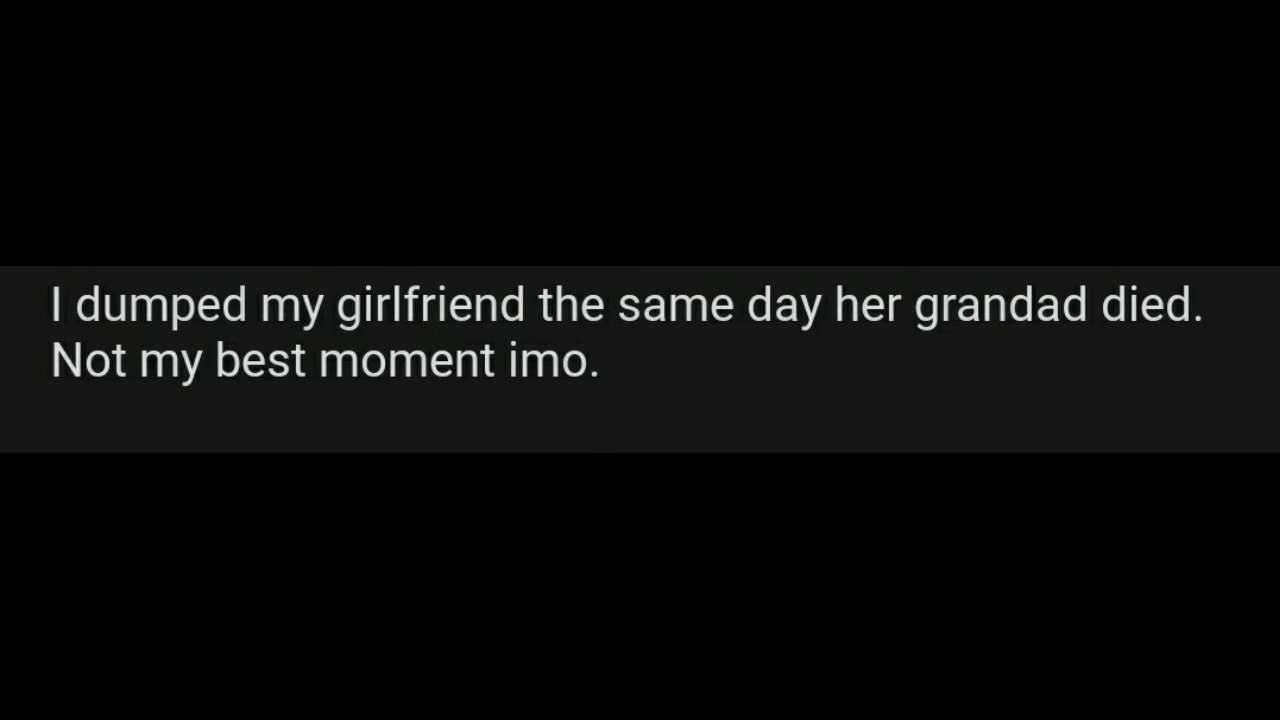 I dumped my girlfriend the same day her grandad died.
Not my best moment imo.